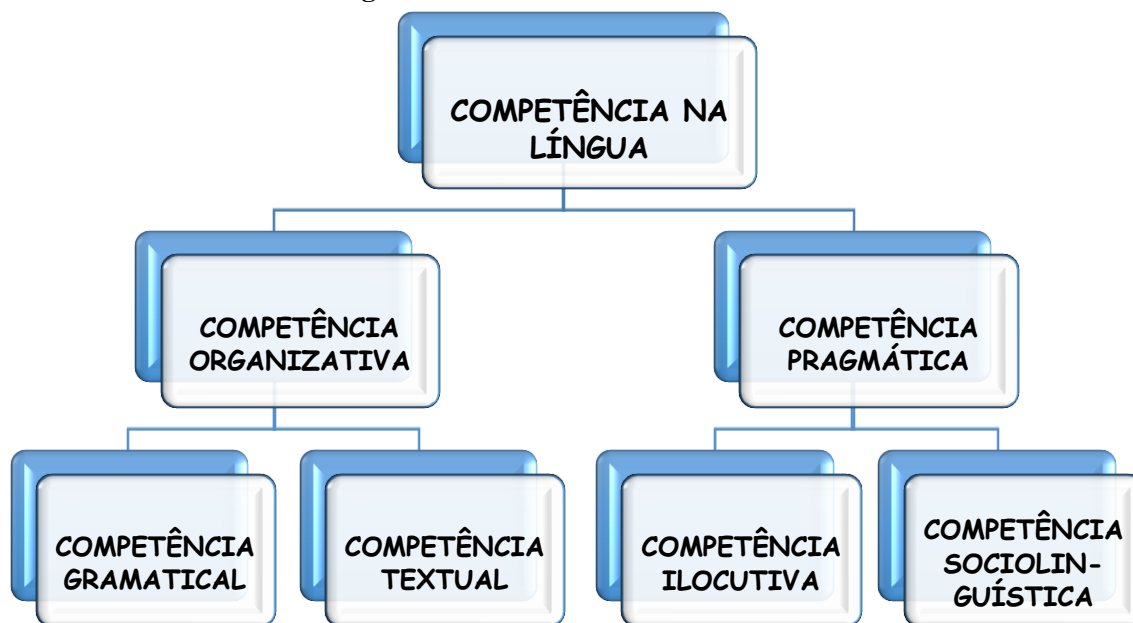 COMPETÊNCIA NA
LÍNGUA
COMPETÊNCIA
ORGANIZATIVA
COMPETÊNCIA
PRAGMÁTICA
COMPETÊNCIA
GRAMATICAL
COMPETÊNCIA
TEXTUAL
COMPETÊNCIA
ILOCUTIVA
COMPETÊNCIA
SOCIOLIN-
GUÍSTICA